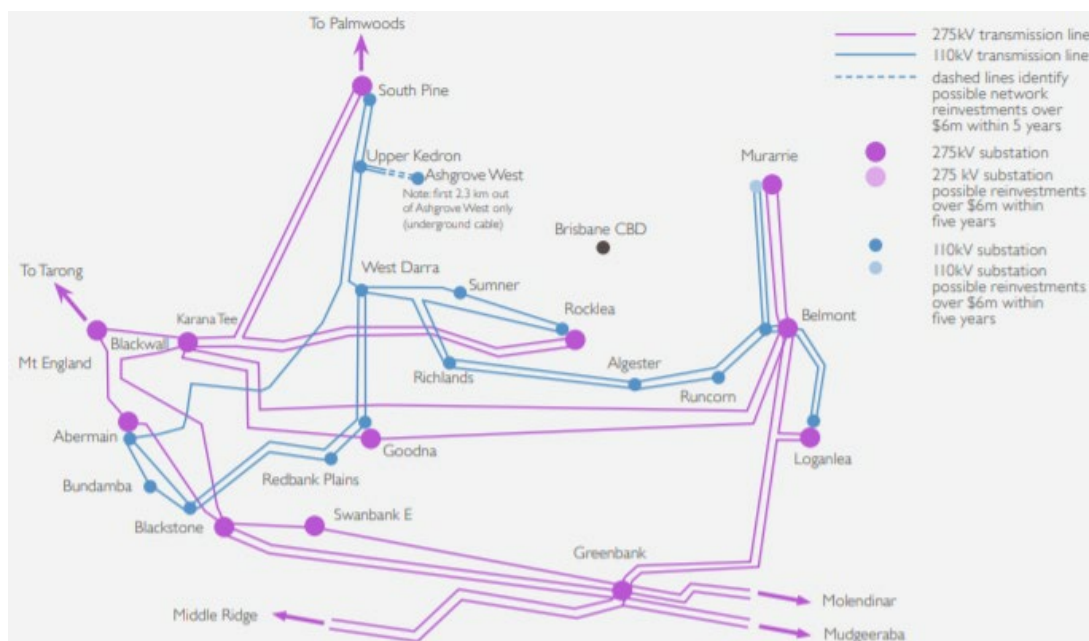 To Palmwoods
South Pine
Upper Kedron
Ashgrove West
Note: first 2.3 km out
of Ashgrove West only
(underground cable)
275kV transmission line
110kV transmission line
dashed lines identify
possible network
reinvestments over
$6m within 5 years
275kV substation
275 kV substation
possible reinvestments
over $6m within
five years
110kV substation
110kV substation
possible reinvestments
over $6m within
five years
Murarrie
Brisbane CBD
To Tarong
West Darra
Sumner
Rocklea
Karana Tee
Blackwall
Belmont
Mt England
Richlands
Algester
Runcorn
Abermain
Goodna
Loganlea
Bundamba
Redbank Plains
Blackstone
Swanbank E
Greenbank
Middle Ridge
Molendinar
Mudgeeraba